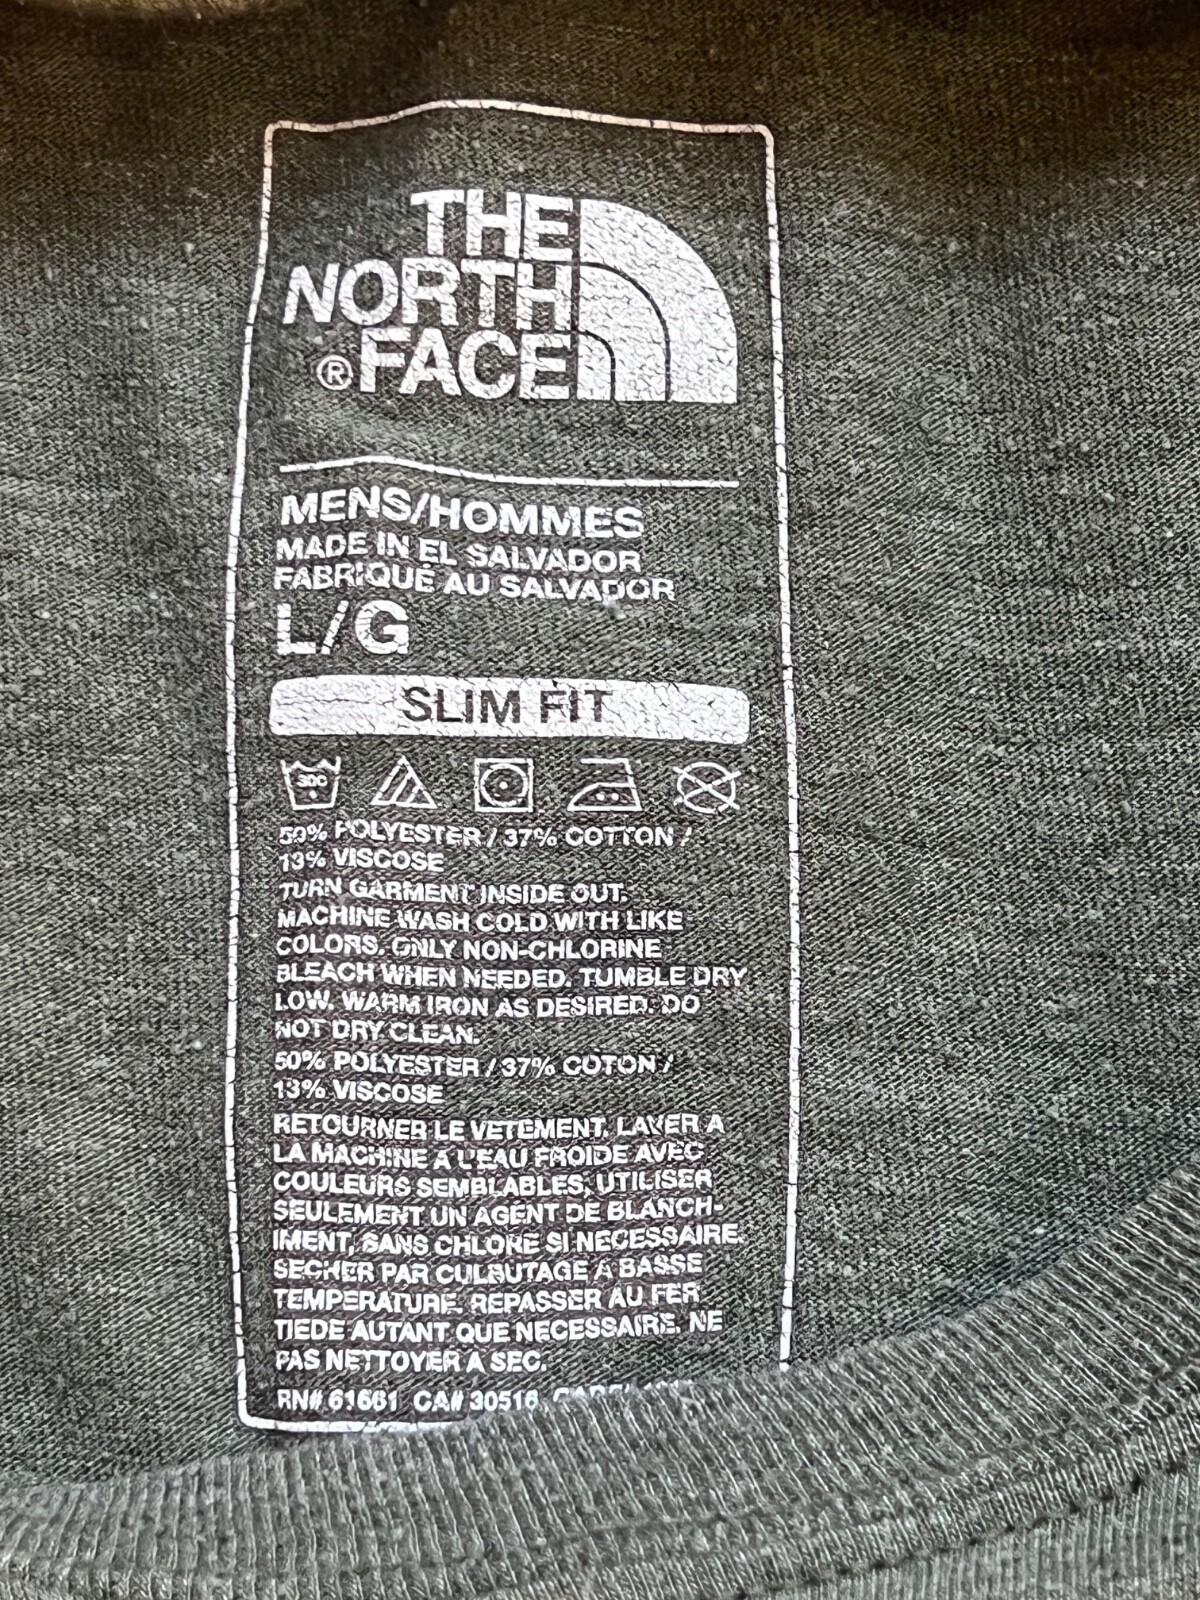 THE
NORTH
®FACE
MENS/HOMMES
MADE IN EL SALVADOR
FABRIQUÉ AU SALVADOR
L/G
SLIM FIT
30C
50% POLYESTER / 37% COTTON /
13% VISCOSE
TURN GARMENT INSIDE OUT.
MACHINE WASH COLD WITH LIKE
COLORS. ONLY NON-CHLORINE
BLEACH WHEN NEEDED. TUMBLE DRY
LOW. WARM IRON AS DESIRED. DO
NOT DRY CLEAN.
50% POLYESTER / 37% COTON /
13% VISCOSE
RETOURNER LE VETEMENT. LAVER A
LA MACHINE A L'EAU FROIDE AVEC
COULEURS SEMBLABLES, UTILISER
SEULEMENT UN AGENT DE BLANCH-
IMENT, SANS CHLORE SI NECESSAIRE.
SECHER PAR CULBUTAGE A BASSE
TEMPERATURE. REPASSER AU FER
TIEDE AUTANT QUE NECESSAIRE. NE
PAS NETTOYER A SEC.
RN# 61661 CA# 30516